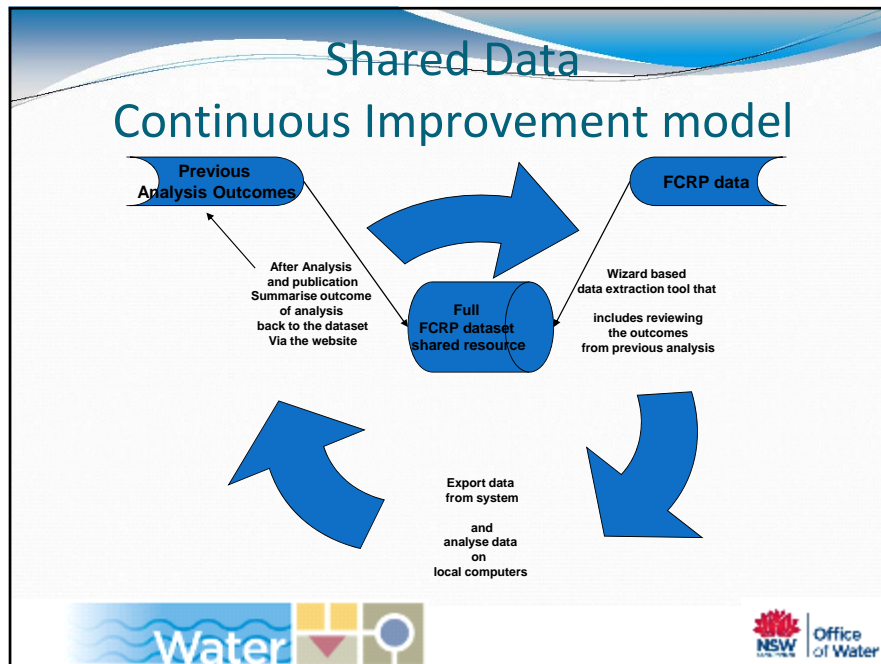 Shared Data
Continuous Improvement model
Previous
Analysis Outcomes
FCRP data
After Analysis
and publication
Summarise outcome
of analysis
back to the dataset
Via the website
Full
FCRP dataset
shared resource
Wizard based
data extraction tool that
includes reviewing
the outcomes
from previous analysis
Export data
from system
and
analyse data
on
local computers
Water
NSW
Office
of Water